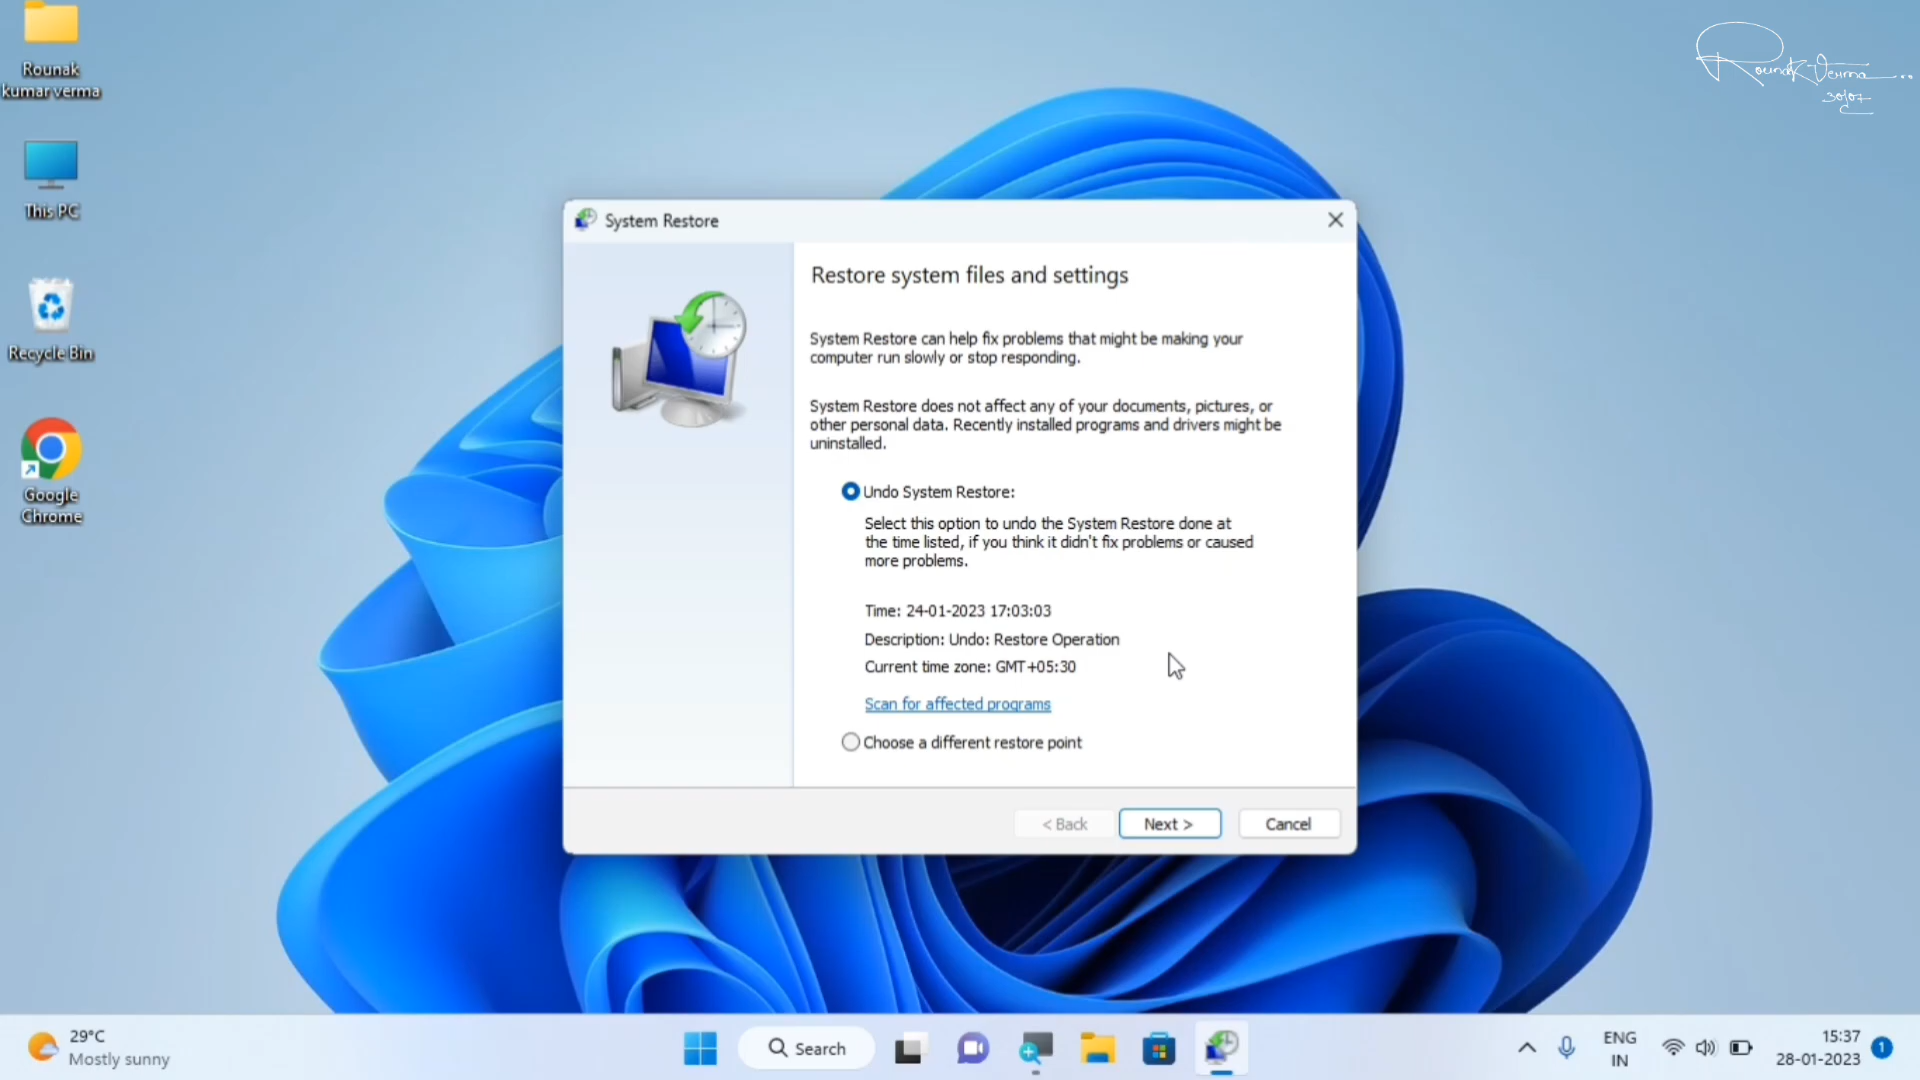 Rounak
kumar verma
This PC
Recycle Bin
Google
Chrome
Rounak Verma
30/07
System Restore
Restore system files and settings
System Restore can help fix problems that might be making your
computer run slowly or stop responding.
System Restore does not affect any of your documents, pictures, or
other personal data. Recently installed programs and drivers might be
uninstalled.
Undo System Restore:
Select this option to undo the System Restore done at
the time listed, if you think it didn't fix problems or caused
more problems.
Time: 24-01-2023 17:03:03
Description: Undo: Restore Operation
Current time zone: GMT+05:30
Scan for affected programs
Choose a different restore point
< Back
Next >
Cancel
29°C
Mostly sunny
Search
ENG
IN
15:37
28-01-2023
1